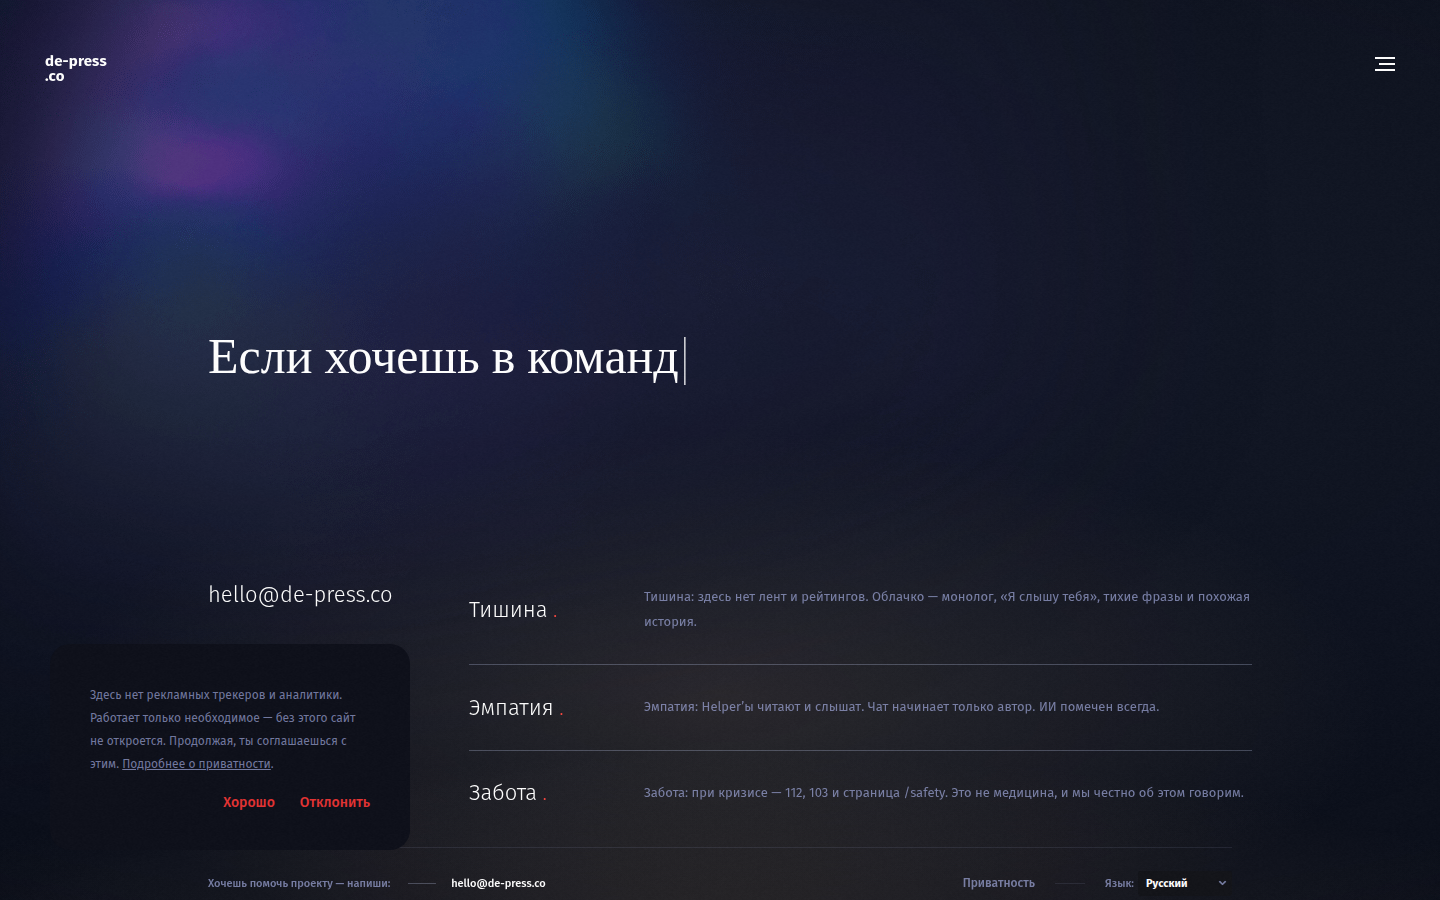 de-press
.co
Если хочешь в команд
hello@de-press.co
Тишина .
Тишина: здесь нет лент и рейтингов. Облачко — монолог, «Я слышу тебя», тихие фразы и похожая
история.
Эмпатия .
Эмпатия: Helper'ы читают и слышат. Чат начинает только автор. ИИ помечен всегда.
Забота .
Забота: при кризисе — 112, 103 и страница /safety. Это не медицина, и мы честно об этом говорим.
Здесь нет рекламных трекеров и аналитики.
Работает только необходимое — без этого сайт
не откроется. Продолжая, ты соглашаешься с
этим. Подробнее о приватности.
Хорошо Отклонить
Хочешь помочь проекту — напиши: hello@de-press.co
Приватность Язык: Русский